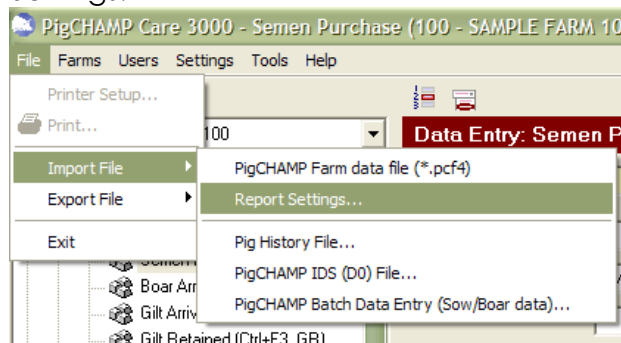 PigCHAMP Care 3000 - Semen Purchase (100 - SAMPLE FARM 10
File Farms Users Settings Tools Help
Printer Setup...
Print...
100
Data Entry: Semen P
Import File
PigCHAMP Farm data file (*.pcf4)
Export File
Report Settings...
Exit
Pig History File...
Boar Arr
PigCHAMP IDS (D0) File...
Gilt Arriv
PigCHAMP Batch Data Entry (Sow/Boar data)...
Gilt Retained (Ctrl+F3, GR)